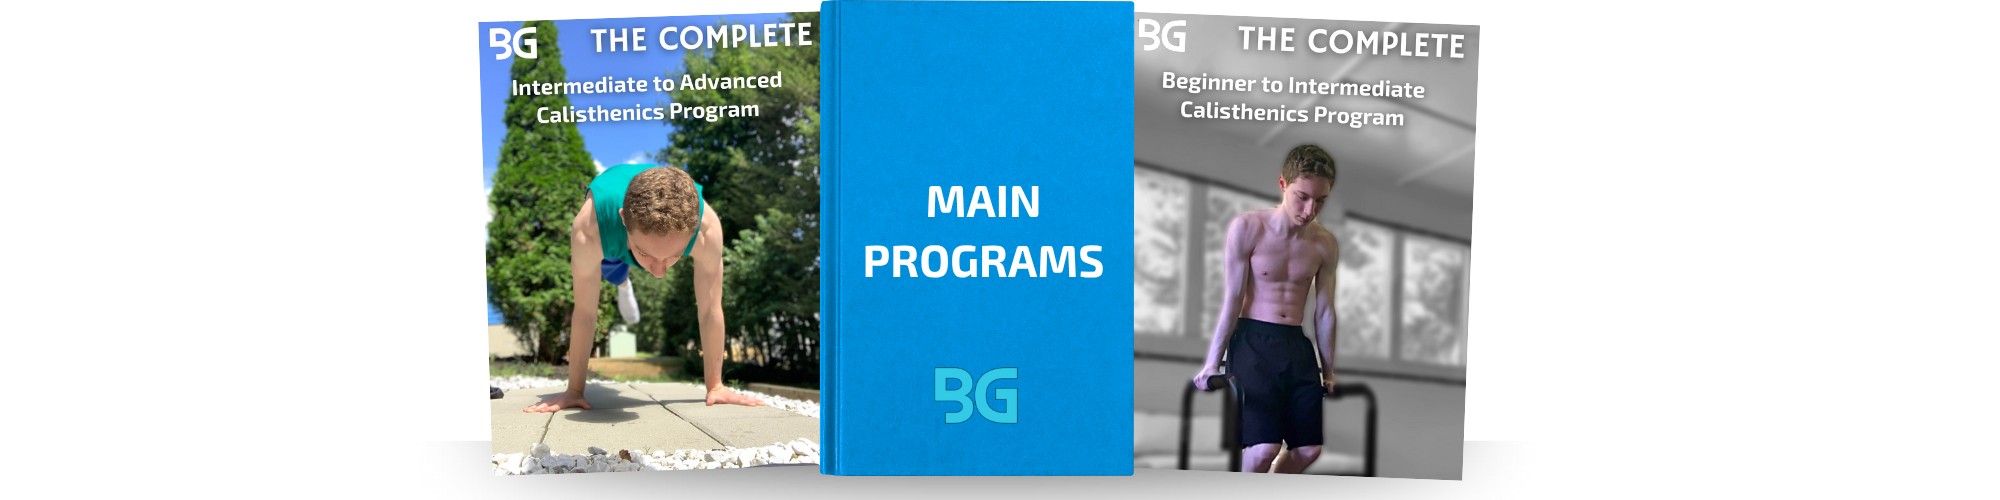 BG
THE COMPLETE
Intermediate to Advanced
Calisthenics Program
MAIN
PROGRAMS
BG
BG
THE COMPLETE
Beginner to Intermediate
Calisthenics Program